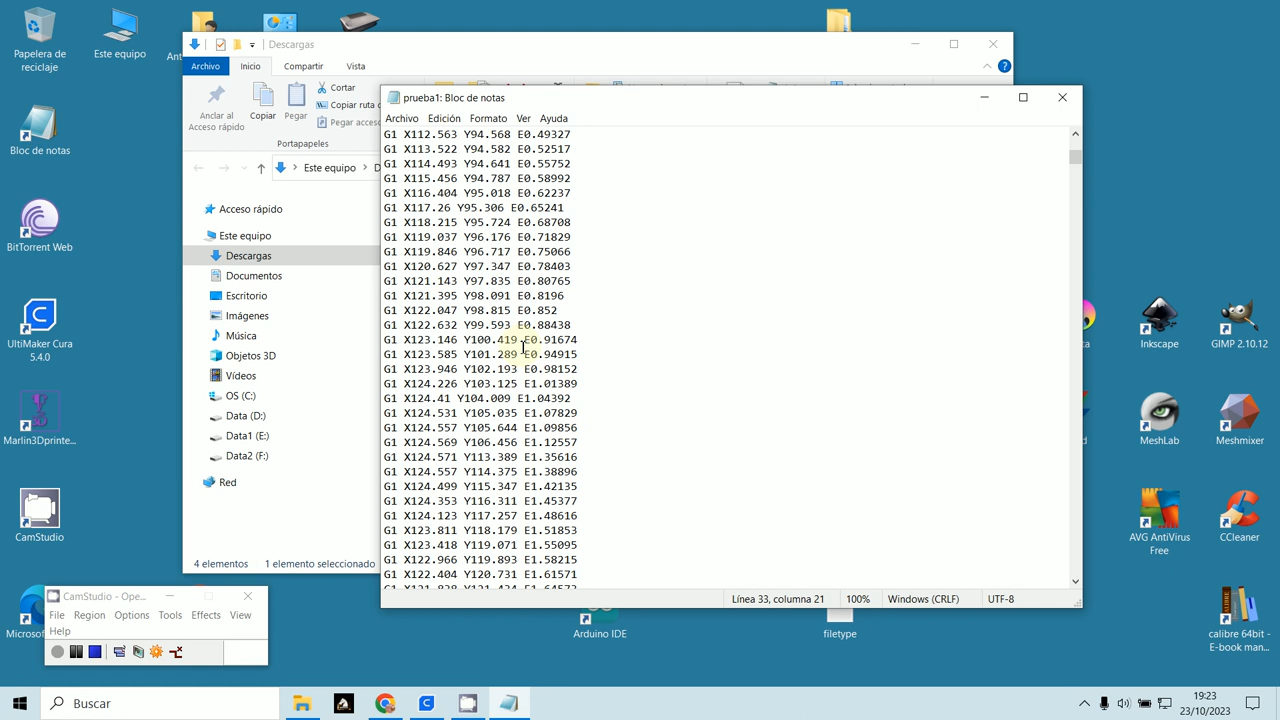 Papelera de
reciclaje
Este equipo
Descargas
Archivo
Inicio
Compartir
Vista
Anclar al
Acceso rápido
Copiar
Pegar
Cortar
Copiar ruta
Pegar acceso
Portapapeles
Este equipo
Acceso rápido
Este equipo
Descargas
Documentos
Escritorio
Imágenes
Música
Objetos 3D
Vídeos
OS (C:)
Data (D:)
Data1 (E:)
Data2 (F:)
Red
4 elementos
1 elemento seleccionado
prueba1: Bloc de notas
Archivo Edición Formato Ver Ayuda
G1 X112.563 Y94.568 E0.49327
G1 X113.522 Y94.582 E0.52517
G1 X114.493 Y94.641 E0.55752
G1 X115.456 Y94.787 E0.58992
G1 X116.404 Y95.018 E0.62237
G1 X117.26 Y95.306 E0.65241
G1 X118.215 Y95.724 E0.68708
G1 X119.037 Y96.176 E0.71829
G1 X119.846 Y96.717 E0.75066
G1 X120.627 Y97.347 E0.78403
G1 X121.143 Y97.835 E0.80765
G1 X121.395 Y98.091 E0.8196
G1 X122.047 Y98.815 E0.852
G1 X122.632 Y99.593 E0.88438
G1 X123.146 Y100.419 E0.91674
G1 X123.585 Y101.289 E0.94915
G1 X123.946 Y102.193 E0.98152
G1 X124.226 Y103.125 E1.01389
G1 X124.41 Y104.009 E1.04392
G1 X124.531 Y105.035 E1.07829
G1 X124.557 Y105.644 E1.09856
G1 X124.569 Y106.456 E1.12557
G1 X124.571 Y113.389 E1.35616
G1 X124.557 Y114.375 E1.38896
G1 X124.499 Y115.347 E1.42135
G1 X124.353 Y116.311 E1.45377
G1 X124.123 Y117.257 E1.48616
G1 X123.811 Y118.179 E1.51853
G1 X123.418 Y119.071 E1.55095
G1 X122.966 Y119.893 E1.58215
G1 X122.404 Y120.731 E1.61571
Línea 33, columna 21
100%
Windows (CRLF)
UTF-8
Bloc de notas
BitTorrent Web
UltiMaker Cura
5.4.0
Marlin3Dprinte...
CamStudio
CamStudio - Ope...
File Region Options Tools Effects View
Help
Arduino IDE
filetype
Inkscape
GIMP 2.10.12
MeshLab
Meshmixer
AVG AntiVirus
Free
CCleaner
calibre 64bit -
E-book man...
Buscar
19:23
23/10/2023